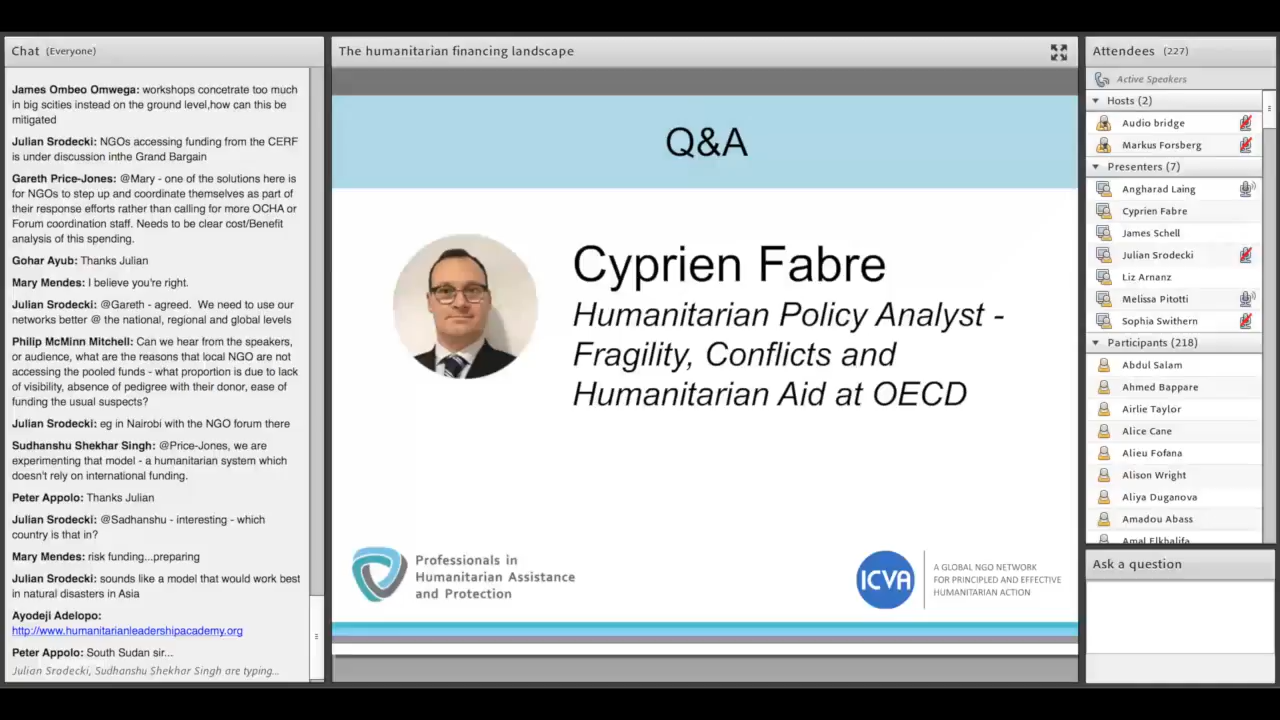 Chat (Everyone)
James Ombeo Omwega: workshops concetrate too much
in big scities instead on the ground level,how can this be
mitigated
Julian Srodecki: NGOs accessing funding from the CERF
is under discussion inthe Grand Bargain
Gareth Price-Jones: @Mary - one of the solutions here is
for NGOs to step up and coordinate themselves as part of
their response efforts rather than calling for more OCHA or
Forum coordination staff. Needs to be clear cost/Benefit
analysis of this spending.
Gohar Ayub: Thanks Julian
Mary Mendes: I believe you're right.
Julian Srodecki: @Gareth - agreed. We need to use our
networks better @ the national, regional and global levels
Philip McMinn Mitchell: Can we hear from the speakers,
or audience, what are the reasons that local NGO are not
accessing the pooled funds - what proportion is due to lack
of visibility, absence of pedigree with their donor, ease of
funding the usual suspects?
Julian Srodecki: eg in Nairobi with the NGO forum there
Sudhanshu Shekhar Singh: @Price-Jones, we are
experimenting that model - a humanitarian system which
doesn't rely on international funding.
Peter Appolo: Thanks Julian
Julian Srodecki: @Sadhanshu - interesting - which
country is that in?
Mary Mendes: risk funding...preparing
Julian Srodecki: sounds like a model that would work best
in natural disasters in Asia
Ayodeji Adelopo:
http://www.humanitarianleadershipacademy.org
Peter Appolo: South Sudan sir...
Julian Srodecki, Sudhanshu Shekhar Singh are typing...
The humanitarian financing landscape
Q&A
Cyprien Fabre
Humanitarian Policy Analyst -
Fragility, Conflicts and
Humanitarian Aid at OECD
Professionals in
Humanitarian Assistance
and Protection
ICVA
A GLOBAL NGO NETWORK
FOR PRINCIPLED AND EFFECTIVE
HUMANITARIAN ACTION
Attendees (227)
Active Speakers
Hosts (2)
Audio bridge
Markus Forsberg
Presenters (7)
Angharad Laing
Cyprien Fabre
James Schell
Julian Srodecki
Liz Arnanz
Melissa Pitotti
Sophia Swithern
Participants (218)
Abdul Salam
Ahmed Bappare
Airlie Taylor
Alice Cane
Alieu Fofana
Alison Wright
Aliya Duganova
Amadou Abass
Amal Elkhalifa
Ask a question